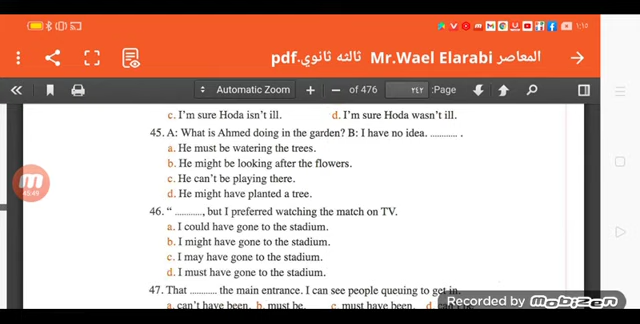 ١:١٥
المعاصر Mr.Wael Elarabi ثالثه ثانوي.pdf
Automatic Zoom
of 476
٢٤٢
Page:
c. I'm sure Hoda isn't ill. d. I'm sure Hoda wasn't ill.
45. A: What is Ahmed doing in the garden? B: I have no idea. ............ .
a. He must be watering the trees.
b. He might be looking after the flowers.
c. He can't be playing there.
d. He might have planted a tree.
46. “ ............, but I preferred watching the match on TV.
a. I could have gone to the stadium.
b. I might have gone to the stadium.
c. I may have gone to the stadium.
d. I must have gone to the stadium.
47. That ............ the main entrance. I can see people queuing to get in.
a. can't have been b. must be c. must have been d.
Recorded by Mobizen